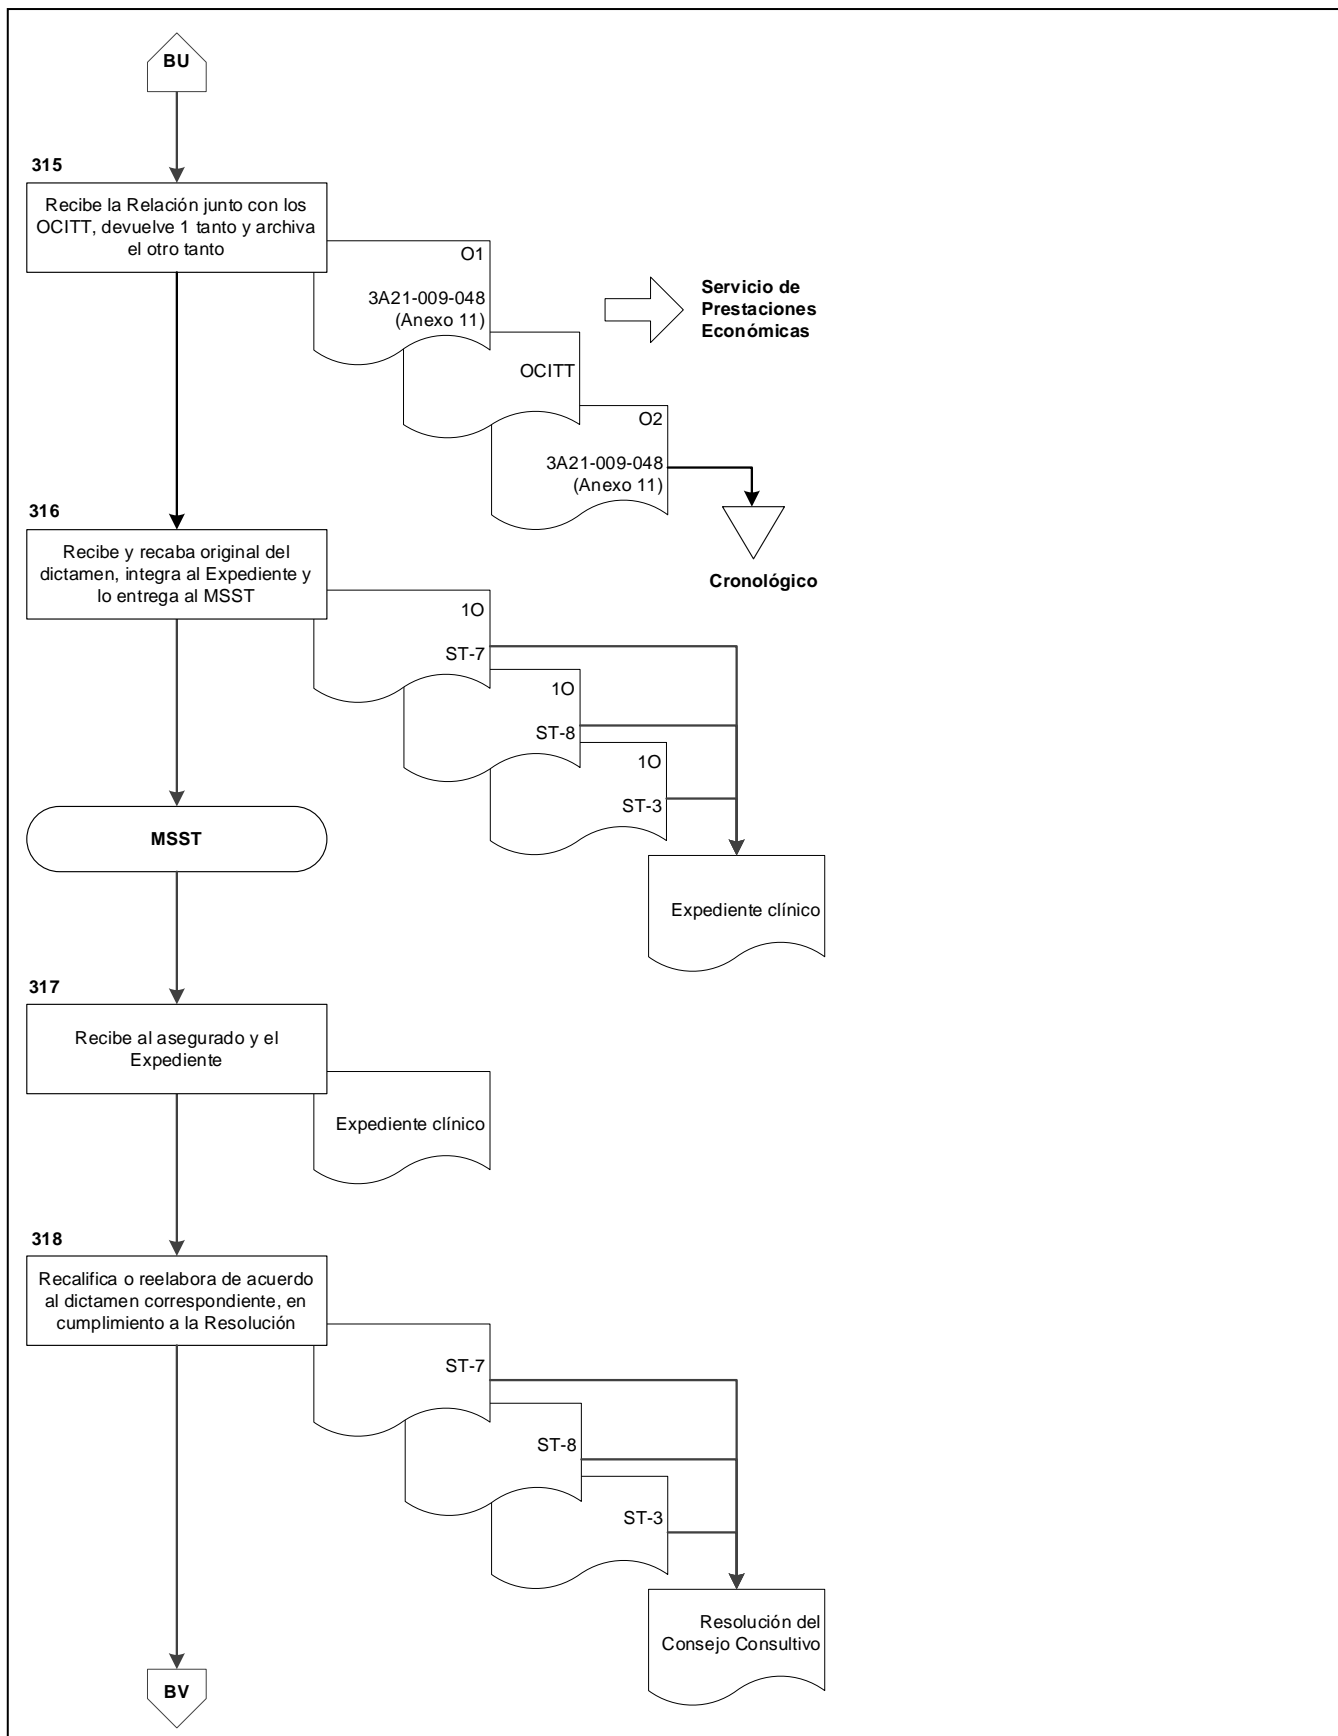 BU
315
Recibe la Relación junto con los
OCITT, devuelve 1 tanto y archiva
el otro tanto
O1
3A21-009-048
(Anexo 11)
Servicio de
Prestaciones
Económicas
OCITT
O2
3A21-009-048
(Anexo 11)
Cronológico
316
Recibe y recaba original del
dictamen, integra al Expediente y
lo entrega al MSST
1O
ST-7
1O
ST-8
1O
ST-3
MSST
Expediente clínico
317
Recibe al asegurado y el
Expediente
Expediente clínico
318
Recalifica o reelabora de acuerdo
al dictamen correspondiente, en
cumplimiento a la Resolución
ST-7
ST-8
ST-3
Resolución del
Consejo Consultivo
BV